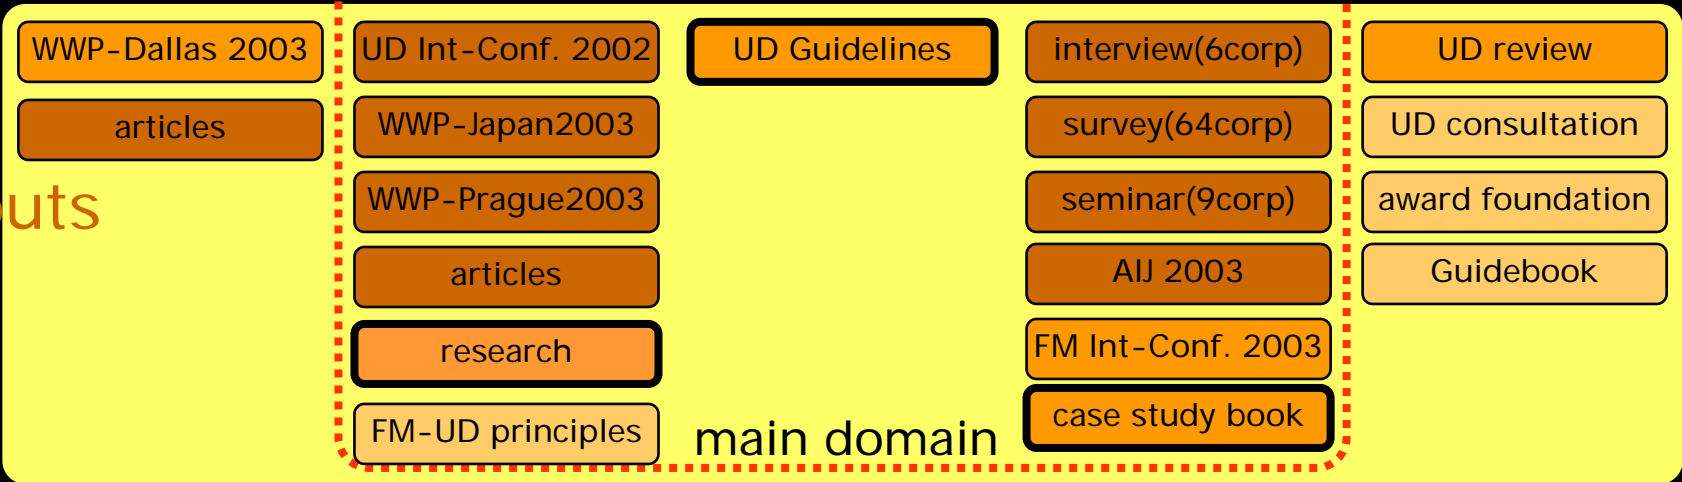 WWP-Dallas 2003
articles
uts
UD Int-Conf. 2002
WWP-Japan2003
WWP-Prague2003
articles
research
FM-UD principles
UD Guidelines
main domain
interview(6corp)
survey(64corp)
seminar(9corp)
AIJ 2003
FM Int-Conf. 2003
case study book
UD review
UD consultation
award foundation
Guidebook